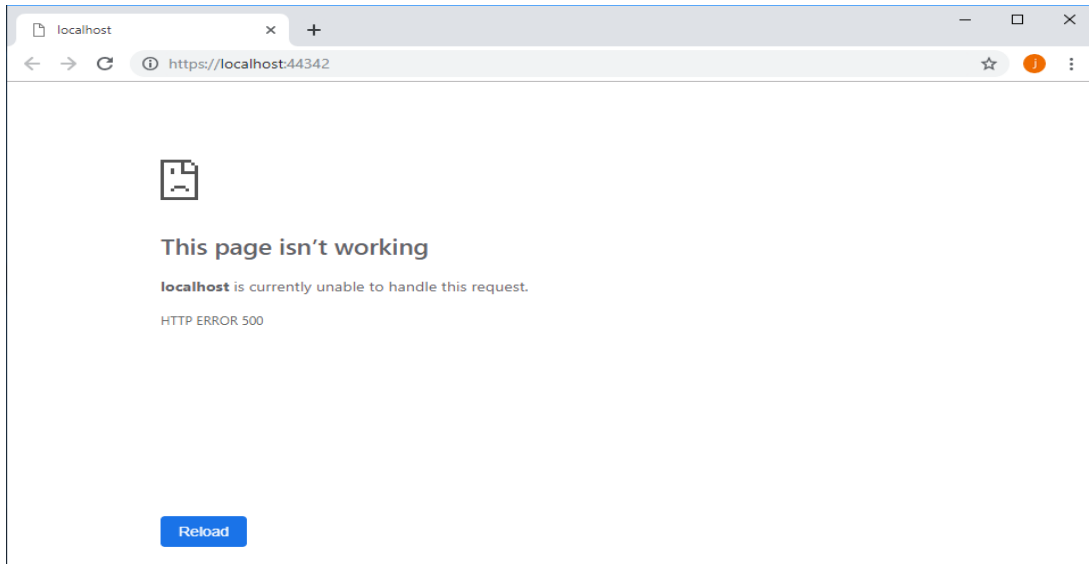 localhost
https://localhost:44342
J
This page isn't working
localhost is currently unable to handle this request.
HTTP ERROR 500
Reload